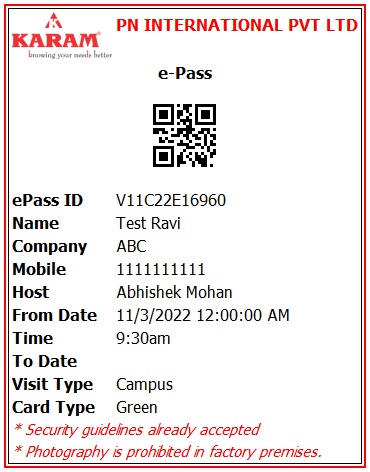 PN INTERNATIONAL PVT LTD
KARAM®
knowing your needs better
e-Pass
ePass ID V11C22E16960
Name Test Ravi
Company ABC
Mobile 1111111111
Host Abhishek Mohan
From Date 11/3/2022 12:00:00 AM
Time 9:30am
To Date
Visit Type Campus
Card Type Green
* Security guidelines already accepted
* Photography is prohibited in factory premises.